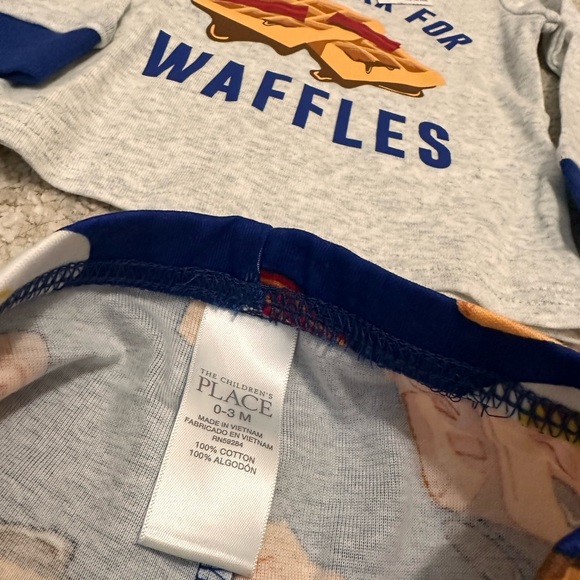 FOR
WAFFLES
THE CHILDREN'S
PLACE
0-3 M
MADE IN VIETNAM
FABRICADO EN VIETNAM
RN59284
100% COTTON
100% ALGODÓN